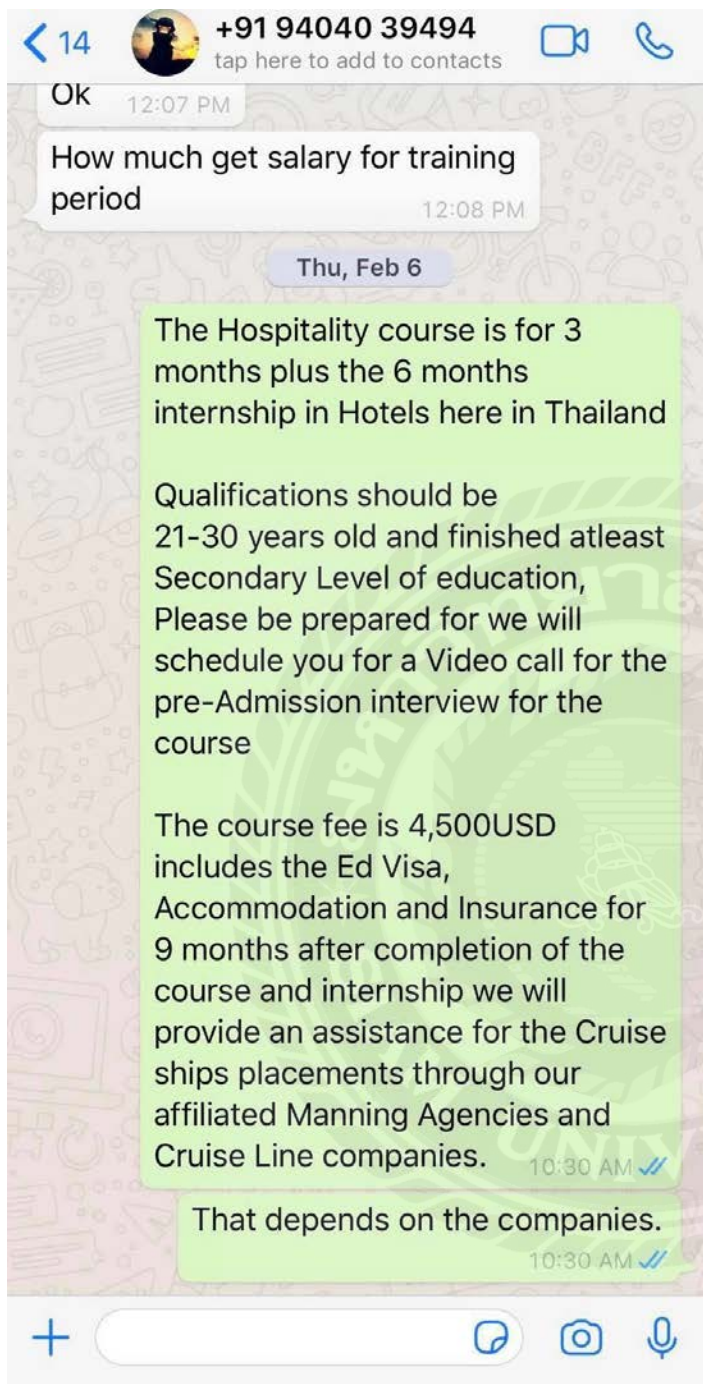 14
+91 94040 39494
tap here to add to contacts
Ok 12:07 PM
How much get salary for training
period
12:08 PM
Thu, Feb 6
The Hospitality course is for 3
months plus the 6 months
internship in Hotels here in Thailand
Qualifications should be
21-30 years old and finished atleast
Secondary Level of education,
Please be prepared for we will
schedule you for a Video call for the
pre-Admission interview for the
course
The course fee is 4,500USD
includes the Ed Visa,
Accommodation and Insurance for
9 months after completion of the
course and internship we will
provide an assistance for the Cruise
ships placements through our
affiliated Manning Agencies and
Cruise Line companies.
10:30 AM
That depends on the companies.
10:30 AM